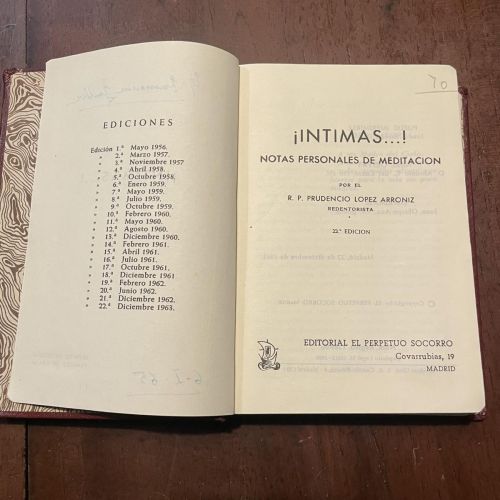 EDICIONES
Edición 1.ª Mayo 1956.
» 2.ª Marzo 1957.
» 3.ª Noviembre 1957
» 4.ª Abril 1958.
» 5.ª Octubre 1958.
» 6.ª Enero 1959.
» 7.ª Mayo 1959.
» 8.ª Julio 1959.
» 9.ª Octubre 1959
» 10.ª Febrero 1960.
» 11.ª Mayo 1960.
» 12.ª Agosto 1960.
» 13.ª Diciembre 1960.
» 14.ª Febrero 1961.
» 15.ª Abril 1961.
» 16.ª Julio 1961.
» 17.ª Octubre 1961,
» 18.ª Diciembre 1961
» 19.ª Febrero 1962.
» 20.ª Junio 1962.
» 21.ª Diciembre 1962.
» 22.ª Diciembre 1963.
70
¡INTIMAS...!
NOTAS PERSONALES DE MEDITACION
POR EL
R. P. PRUDENCIO LOPEZ ARRONIZ
REDENTORISTA
22.ª EDICION
EDITORIAL EL PERPETUO SOCORRO
Covarrubias, 19
MADRID